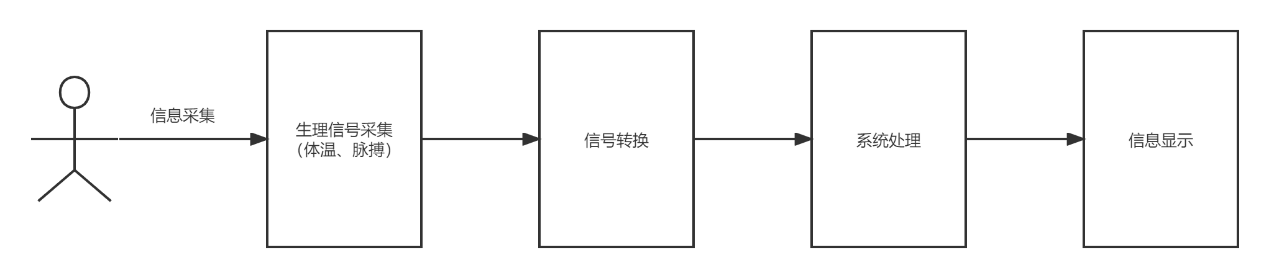 信息采集
生理信号采集
（体温、脉搏）
信号转换
系统处理
信息显示